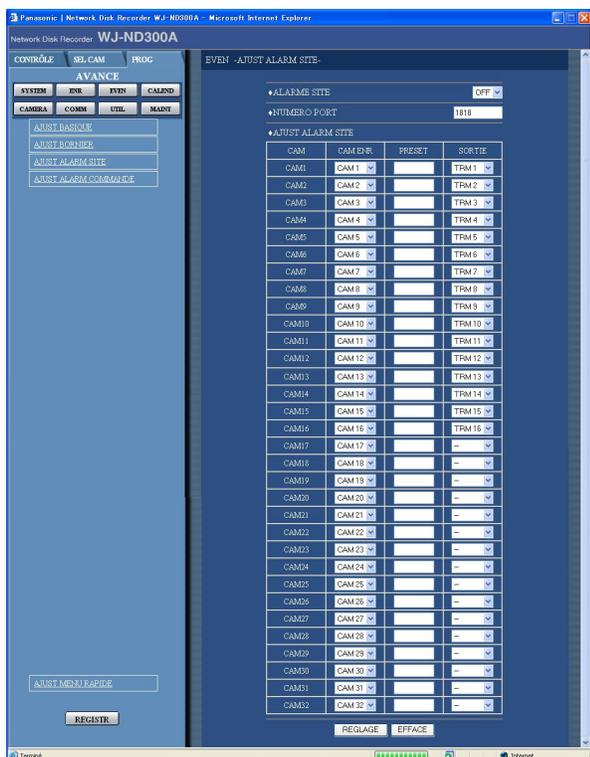 Panasonic | Network Disk Recorder WJ-ND300A - Microsoft Internet Explorer
Network Disk Recorder WJ-ND300A
CONTRÔLE SEL CAM PROG
AVANCE
SYSTEM ENR EVEN CALEND
CAMERA COMM UTIL MAINT
AJUST BASIQUE
AJUST BORNIER
AJUST ALARM SITE
AJUST ALARM COMMANDE
AJUST MENU RAPIDE
REGISTR
EVEN -AJUST ALARM SITE-
♦ALARME SITE OFF
♦NUMERO PORT 1818
♦AJUST ALARM SITE
CAM CAM ENR PRESET SORTIE
CAM1 CAM 1 TRM 1
CAM2 CAM 2 TRM 2
CAM3 CAM 3 TRM 3
CAM4 CAM 4 TRM 4
CAM5 CAM 5 TRM 5
CAM6 CAM 6 TRM 6
CAM7 CAM 7 TRM 7
CAM8 CAM 8 TRM 8
CAM9 CAM 9 TRM 9
CAM10 CAM 10 TRM 10
CAM11 CAM 11 TRM 11
CAM12 CAM 12 TRM 12
CAM13 CAM 13 TRM 13
CAM14 CAM 14 TRM 14
CAM15 CAM 15 TRM 15
CAM16 CAM 16 TRM 16
CAM17 CAM 17 --
CAM18 CAM 18 --
CAM19 CAM 19 --
CAM20 CAM 20 --
CAM21 CAM 21 --
CAM22 CAM 22 --
CAM23 CAM 23 --
CAM24 CAM 24 --
CAM25 CAM 25 --
CAM26 CAM 26 --
CAM27 CAM 27 --
CAM28 CAM 28 --
CAM29 CAM 29 --
CAM30 CAM 30 --
CAM31 CAM 31 --
CAM32 CAM 32 --
REGLAGE EFFACE
Terminé Internet